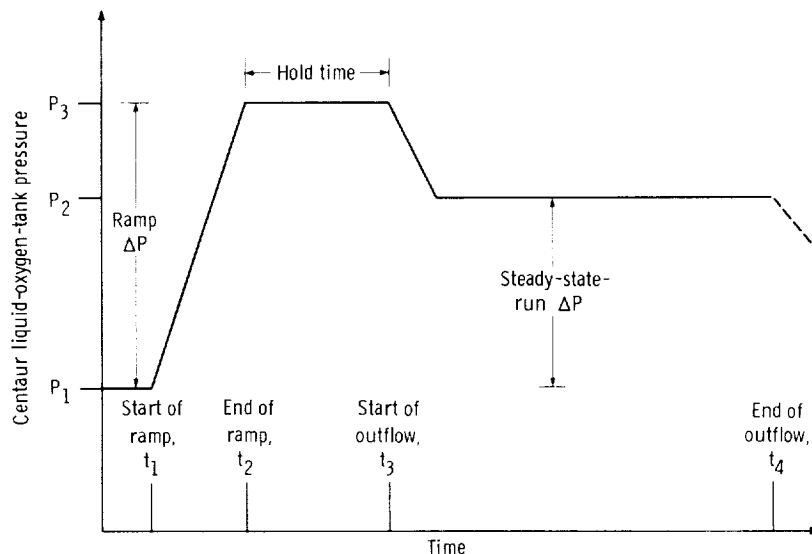 Centaur liquid-oxygen-tank pressure
Hold time
P3
P2
P1
Ramp
ΔP
Steady-state-
run ΔP
Start of
ramp,
t1
End of
ramp,
t2
Start of
outflow,
t3
End of
outflow,
t4
Time